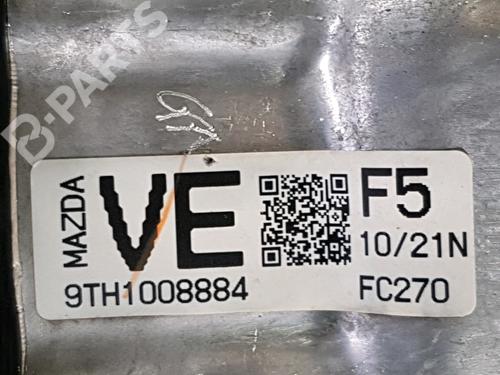 B-PARTS
MAZDA
VE
F5
10/21N
9TH1008884
FC270